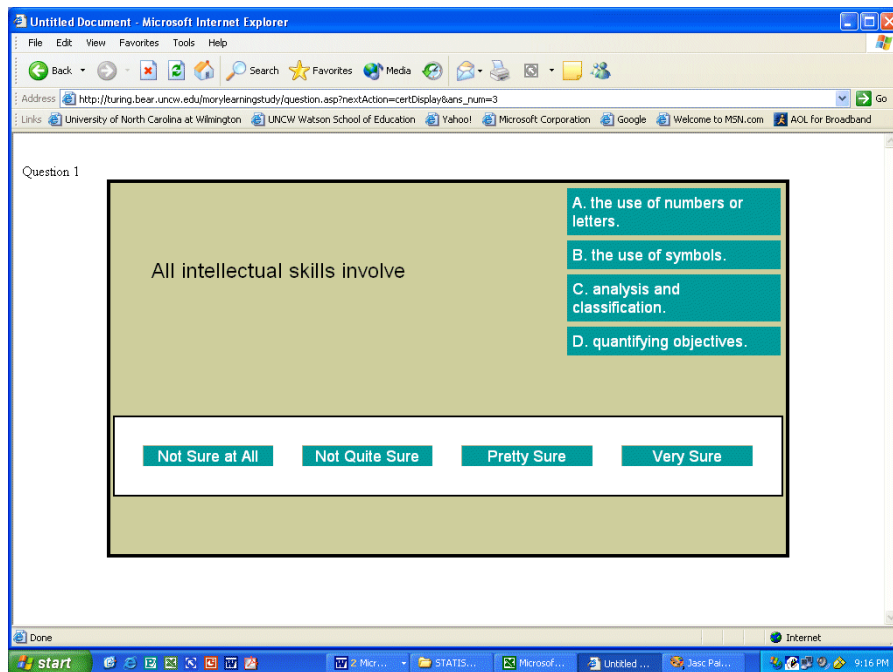 Untitled Document - Microsoft Internet Explorer
File Edit View Favorites Tools Help
Back Search Favorites Media
Address http://turing.bear.uncw.edu/morylearningstudy/question.asp?nextAction=certDisplay&ans_num=3 Go
Links University of North Carolina at Wilmington UNCW Watson School of Education Yahoo! Microsoft Corporation Google Welcome to MSN.com AOL for Broadband
Question 1
All intellectual skills involve
A. the use of numbers or
letters.
B. the use of symbols.
C. analysis and
classification.
D. quantifying objectives.
Not Sure at All Not Quite Sure Pretty Sure Very Sure
Done Internet
start 2 Micr... STATIS... Microsof... Untitled ... Jasc Pai... 9:16 PM